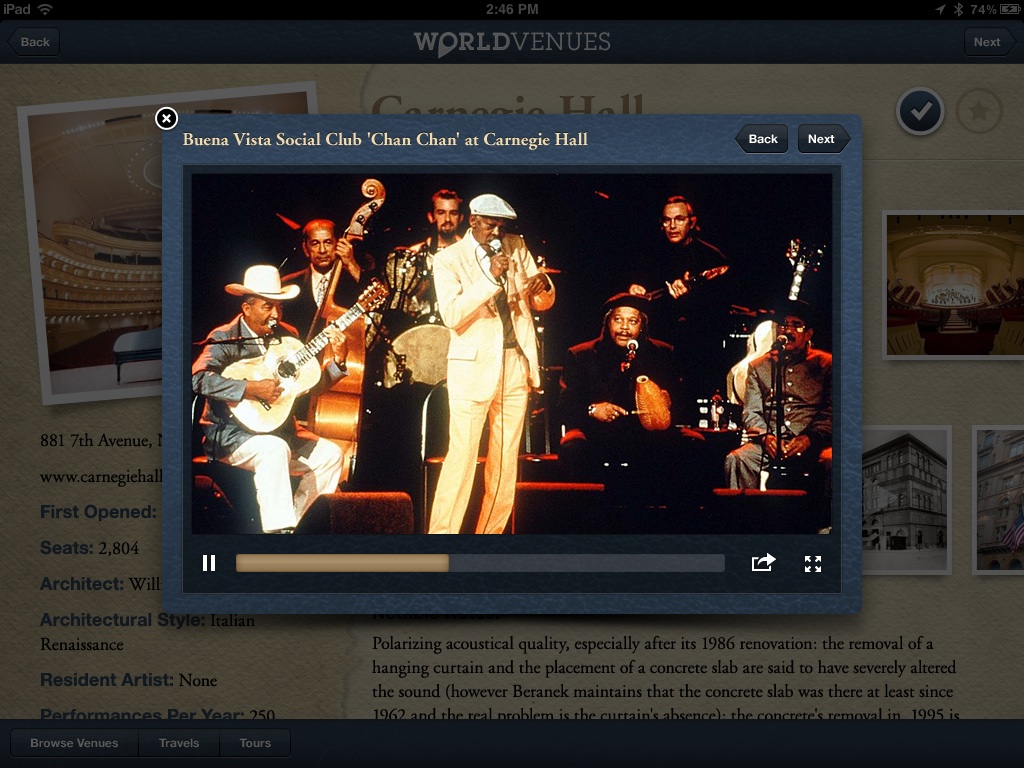 iPad
2:46 PM
74%
Back
WORLDVENUES
Next
Carnegie Hall
Buena Vista Social Club 'Chan Chan' at Carnegie Hall
Back
Next
881 7th Avenue,
www.carnegiehall
First Opened:
Seats: 2,804
Architect: Will
Architectural Style: Italian
Renaissance
Resident Artist: None
Performances Per Year: 250
Polarizing acoustical quality, especially after its 1986 renovation: the removal of a
hanging curtain and the placement of a concrete slab are said to have severely altered
the sound (however Beranek maintains that the concrete slab was there at least since
1962 and the real problem is the curtain's absence); the concrete's removal in 1995 is
Browse Venues
Travels
Tours